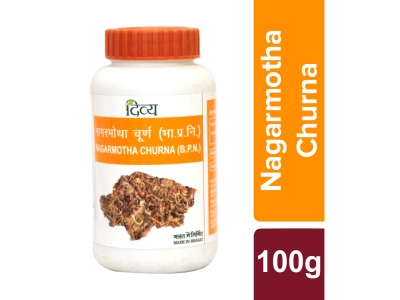 दिव्य
नागरमोथा चूर्ण (भा.प्र.नि.)
NAGARMOTHA CHURNA (B.P.N.)
भारत में निर्मित
MADE IN BHARAT
Nagarmotha
Churna
100g